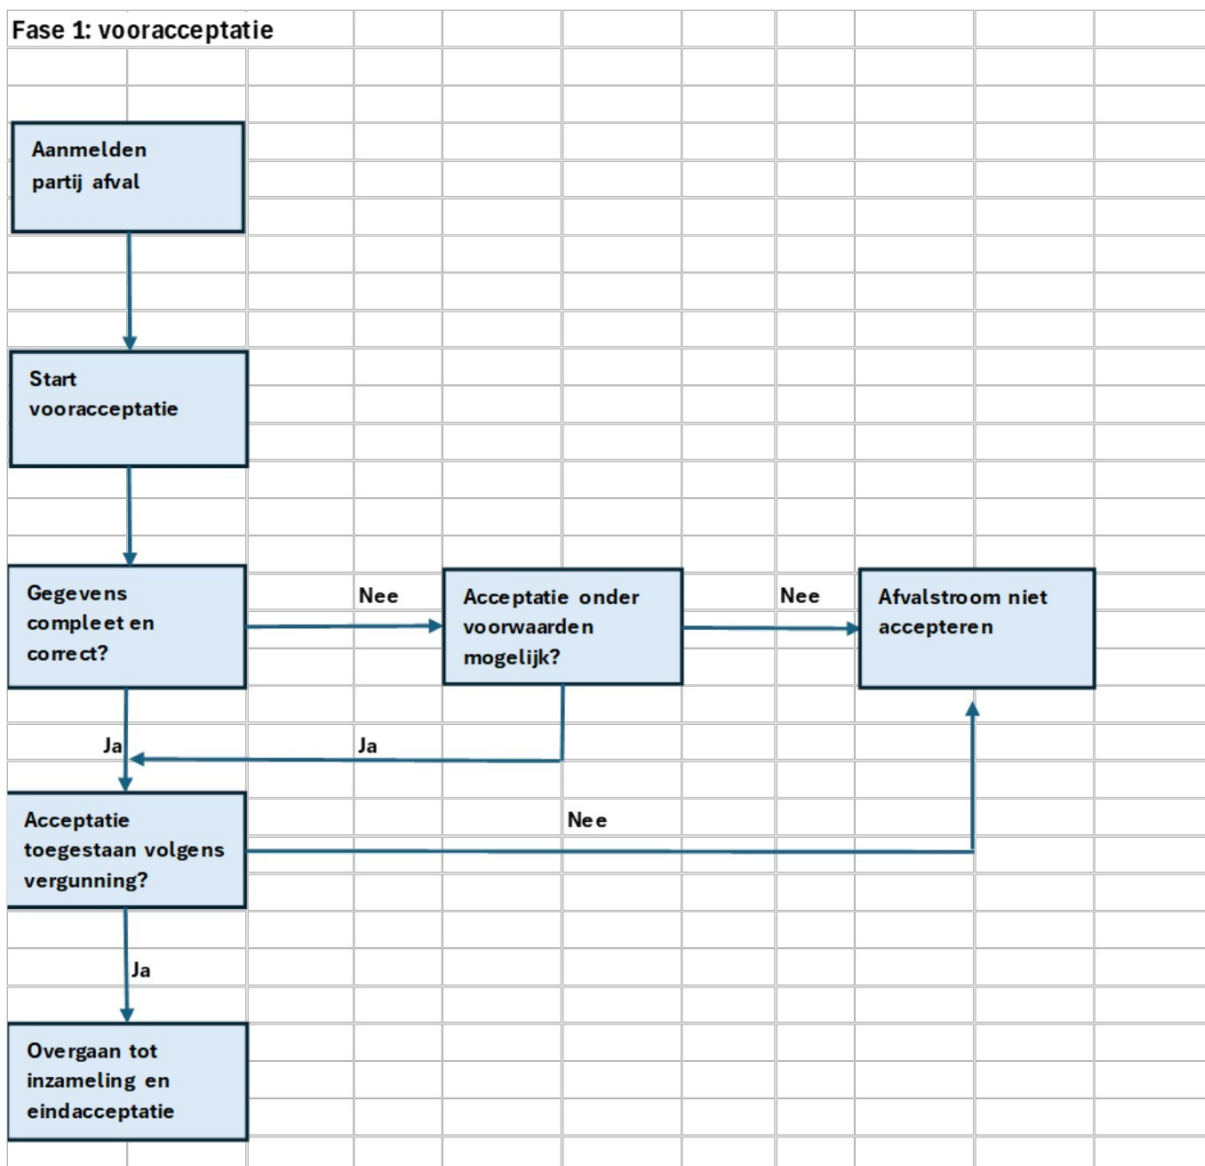 Fase 1: vooracceptatie
Aanmelden
partij afval
Start
vooracceptatie
Gegevens
compleet en
correct?
Nee
Acceptatie onder
voorwaarden
mogelijk?
Nee
Afvalstroom niet
accepteren
Ja
Ja
Acceptatie
toegestaan volgens
vergunning?
Nee
Ja
Overgaan tot
inzameling en
eindacceptatie